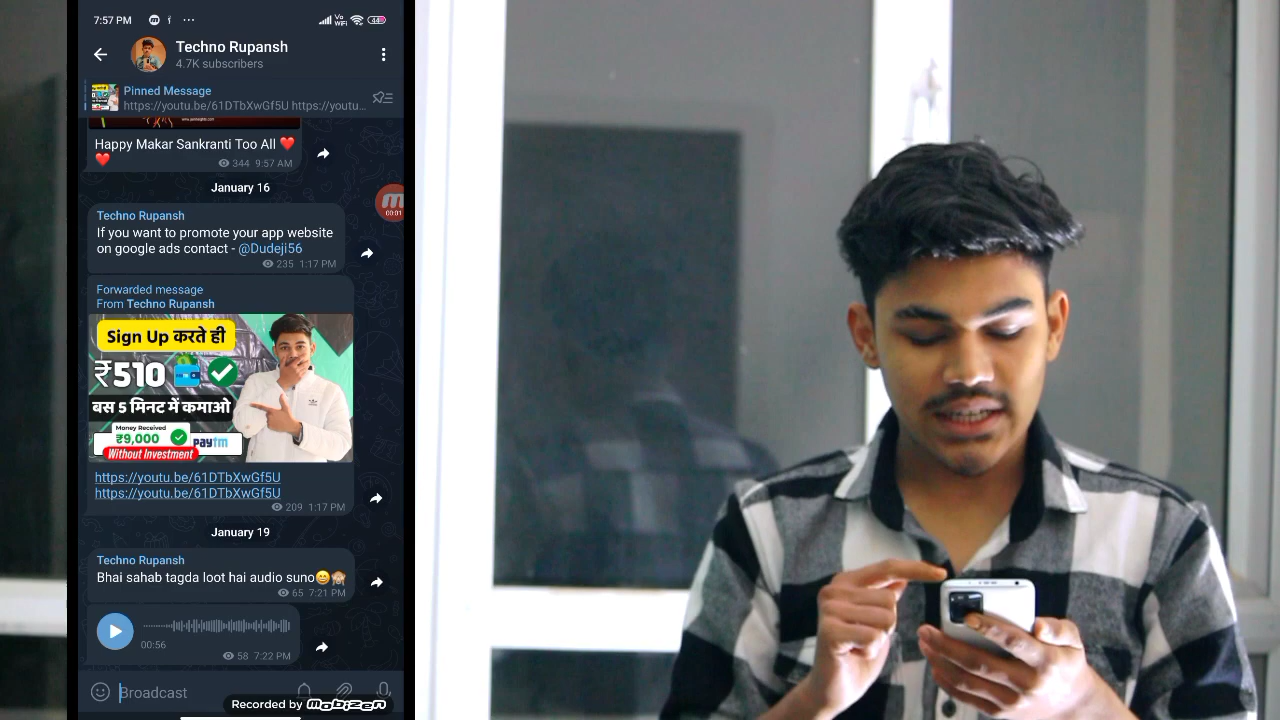 7:57 PM
Vo
WiFi
44
Techno Rupansh
4.7K subscribers
Pinned Message
https://youtu.be/61DTbXwGf5U https://youtu...
Happy Makar Sankranti Too All ❤️
❤️
344 9:57 AM
January 16
00:01
Techno Rupansh
If you want to promote your app website
on google ads contact - @Dudeji56
235 1:17 PM
Forwarded message
From Techno Rupansh
Sign Up करते ही
₹510
बस 5 मिनट में कमाओ
Money Received
₹9,000
paytm
Without Investment
https://youtu.be/61DTbXwGf5U
https://youtu.be/61DTbXwGf5U
209 1:17 PM
January 19
Techno Rupansh
Bhai sahab tagda loot hai audio suno😄🙈
65 7:21 PM
00:56
58 7:22 PM
Broadcast
Recorded by mobizen